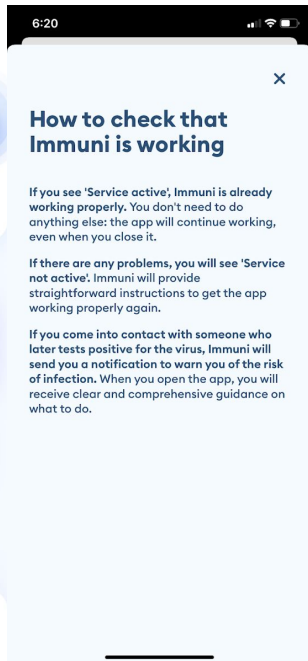 6:20
How to check that
Immuni is working
If you see 'Service active', Immuni is already
working properly. You don't need to do
anything else: the app will continue working,
even when you close it.
If there are any problems, you will see 'Service
not active'. Immuni will provide
straightforward instructions to get the app
working properly again.
If you come into contact with someone who
later tests positive for the virus, Immuni will
send you a notification to warn you of the risk
of infection. When you open the app, you will
receive clear and comprehensive guidance on
what to do.